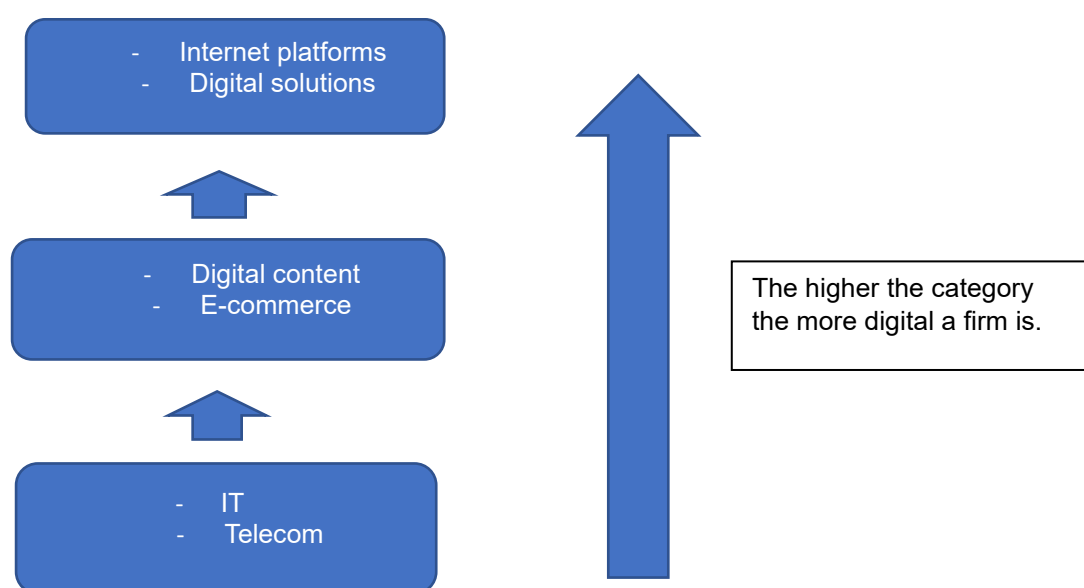 - Internet platforms
- Digital solutions
- Digital content
- E-commerce
The higher the category
the more digital a firm is.
- IT
- Telecom